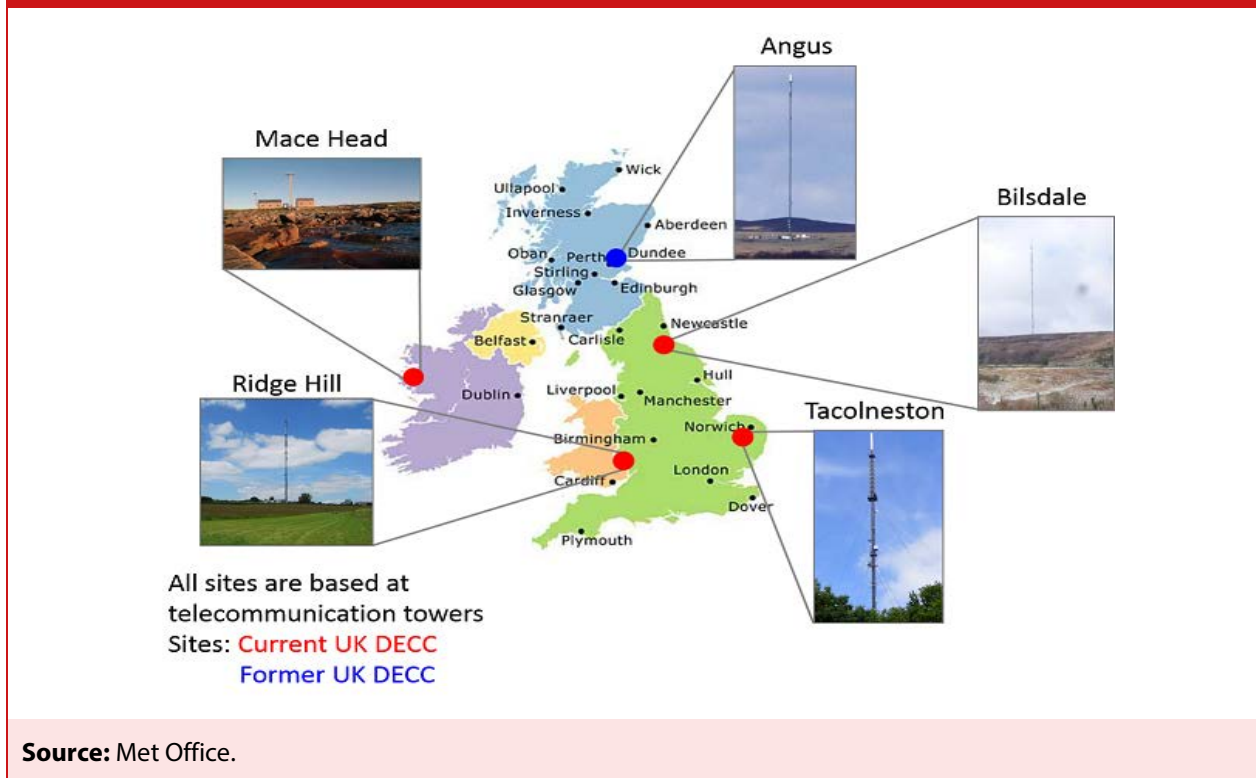 Angus
Mace Head
Bilsdale
Wick
Ullapool
Inverness
Aberdeen
Oban
Perth
Dundee
Stirling
Glasgow
Edinburgh
Stranraer
Newcastle
Belfast
Carlisle
Ridge Hill
Hull
Dublin
Liverpool
Manchester
Tacolneston
Norwich
Birmingham
London
Cardiff
Dover
Plymouth
All sites are based at
telecommunication towers
Sites: Current UK DECC
Former UK DECC
Source: Met Office.